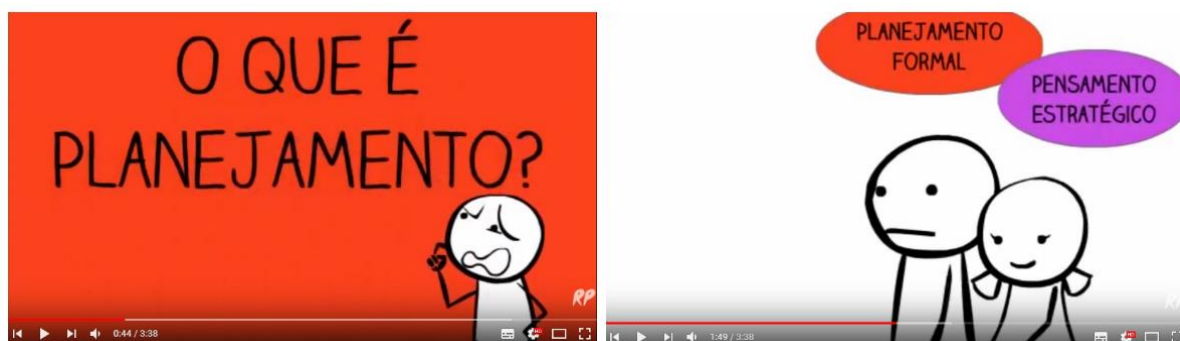 O QUE É
PLANEJAMENTO?
RP
0:44 / 3:38
PLANEJAMENTO
FORMAL
PENSAMENTO
ESTRATÉGICO
1:49 / 3:38